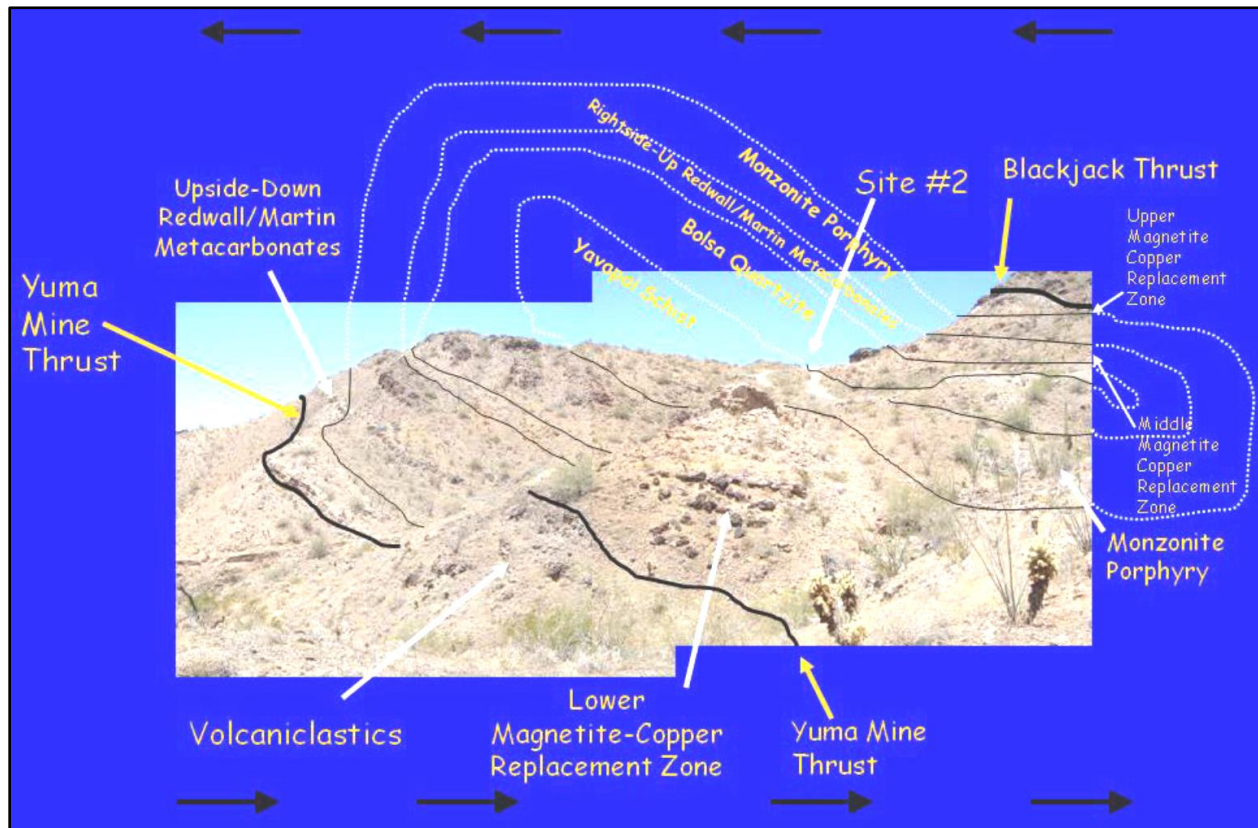 Rightside-Up Redwall/Martin Metacarbonates
Monzonite Porphyry
Bolsa Quartzite
Yavapai Schist
Upside-Down
Redwall/Martin
Metacarbonates
Yuma
Mine
Thrust
Site #2
Blackjack Thrust
Upper
Magnetite
Copper
Replacement
Zone
Middle
Magnetite
Copper
Replacement
Zone
Monzonite
Porphyry
Volcaniclastics
Lower
Magnetite-Copper
Replacement Zone
Yuma Mine
Thrust